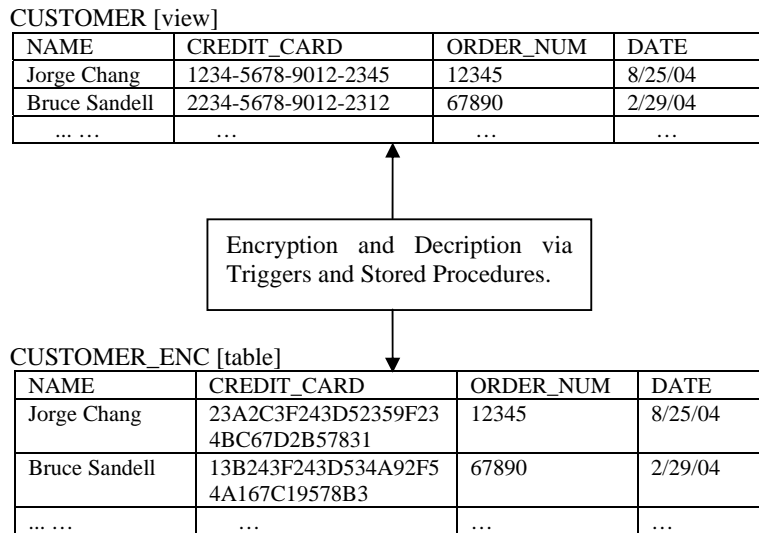 CUSTOMER [view]
NAME CREDIT_CARD ORDER_NUM DATE
Jorge Chang 1234-5678-9012-2345 12345 8/25/04
Bruce Sandell 2234-5678-9012-2312 67890 2/29/04
... … … … …
Encryption and Decription via
Triggers and Stored Procedures.
CUSTOMER_ENC [table]
NAME CREDIT_CARD ORDER_NUM DATE
Jorge Chang 23A2C3F243D52359F23 12345 8/25/04
4BC67D2B57831
Bruce Sandell 13B243F243D534A92F5 67890 2/29/04
4A167C19578B3
... … … … …